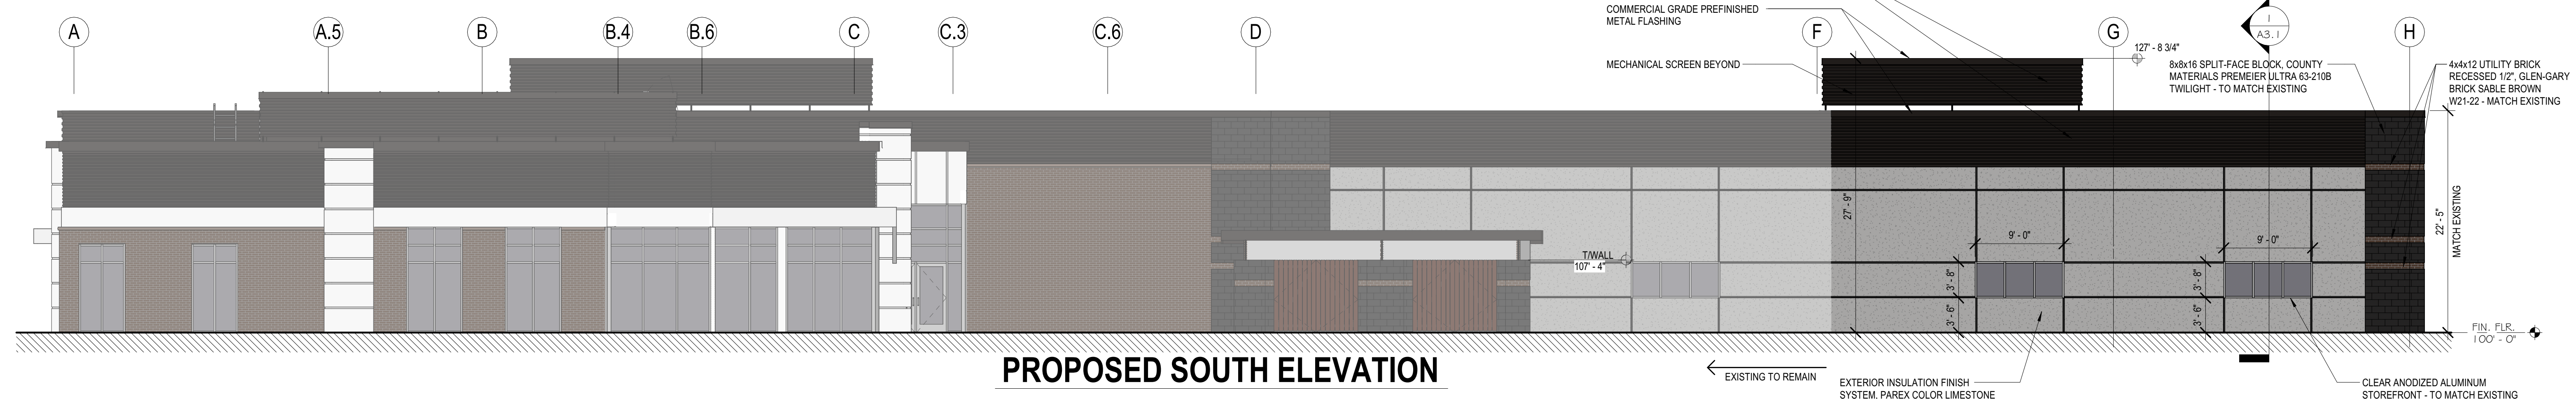 A
A.5
B
B.4
B.6
C
C.3
C.6
D
COMMERCIAL GRADE PREFINISHED
METAL FLASHING
MECHANICAL SCREEN BEYOND
F
127' - 8 3/4"
G
1
A3.1
H
8x8x16 SPLIT-FACE BLOCK, COUNTY
MATERIALS PREMEIER ULTRA 63-210B
TWILIGHT - TO MATCH EXISTING
4x4x12 UTILITY BRICK
RECESSED 1/2", GLEN-GARY
BRICK SABLE BROWN
W21-22 - MATCH EXISTING
22' - 5"
MATCH EXISTING
27' - 9"
9' - 0"
9' - 0"
T/WALL
107' - 4"
3' - 8"
3' - 8"
3' - 6"
3' - 6"
FIN. FLR.
100' - 0"
PROPOSED SOUTH ELEVATION
EXISTING TO REMAIN
EXTERIOR INSULATION FINISH
SYSTEM. PAREX COLOR LIMESTONE
CLEAR ANODIZED ALUMINUM
STOREFRONT - TO MATCH EXISTING